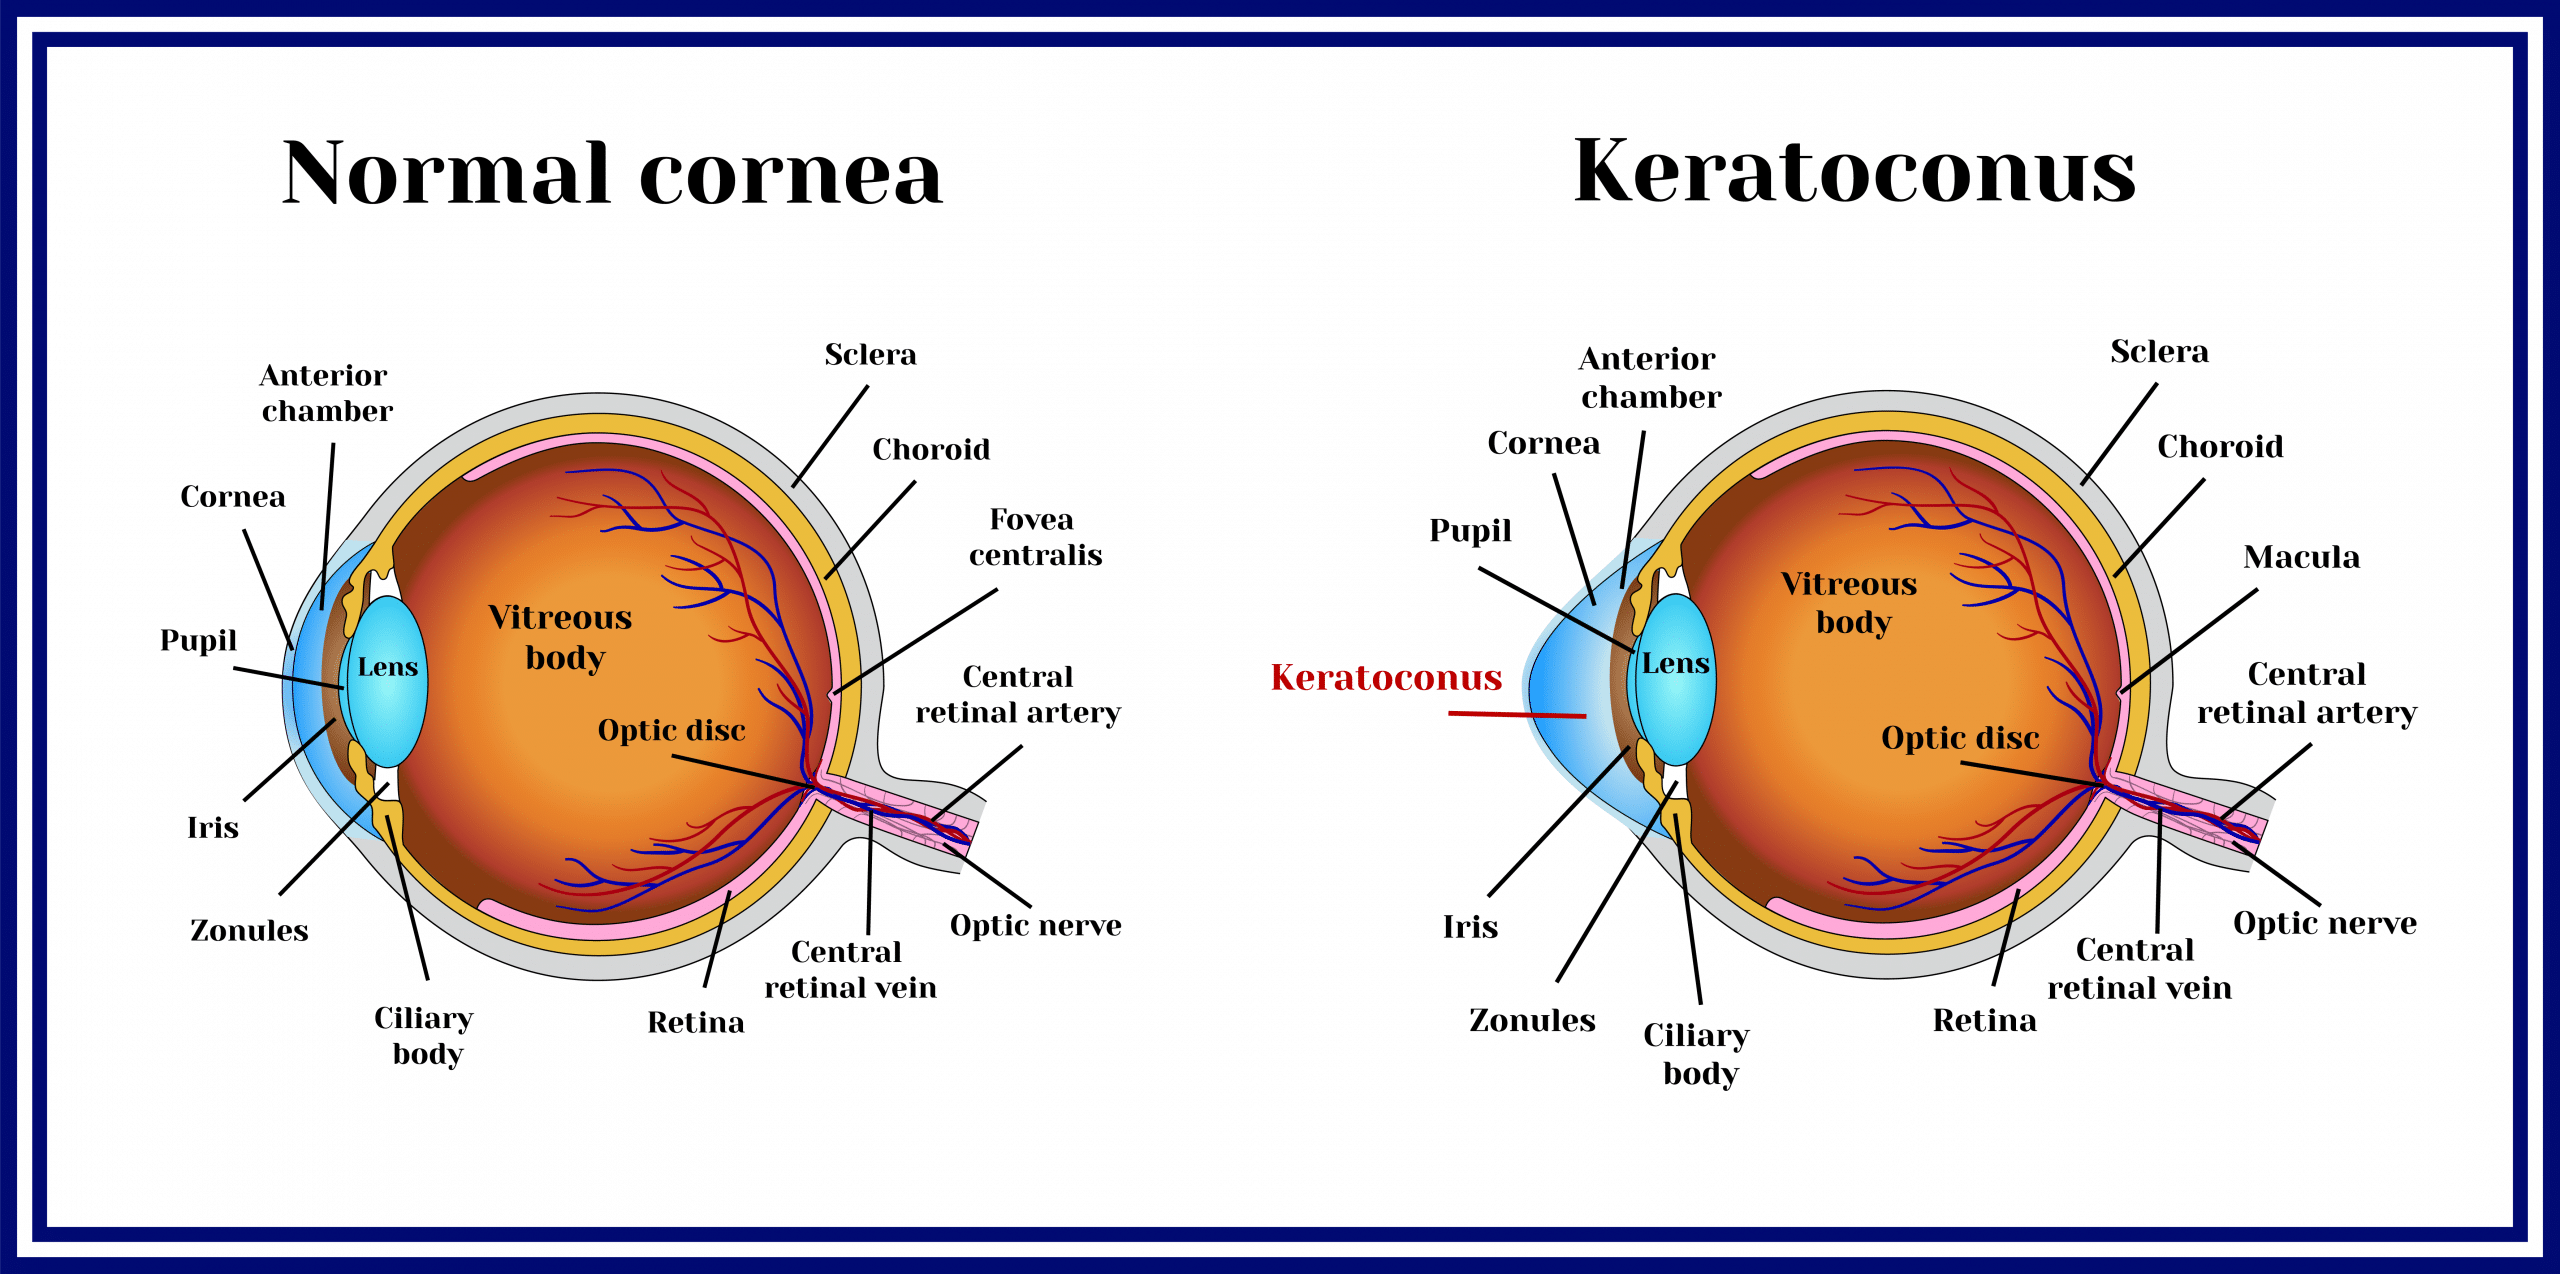 Normal cornea
Anterior
chamber
Cornea
Pupil
Iris
Zonules
Ciliary
body
Lens
Vitreous
body
Optic disc
Sclera
Choroid
Fovea
centralis
Central
retinal artery
Optic nerve
Central
retinal vein
Retina
Keratoconus
Anterior
chamber
Cornea
Pupil
Keratoconus
Iris
Zonules
Ciliary
body
Lens
Vitreous
body
Optic disc
Sclera
Choroid
Macula
Central
retinal artery
Optic nerve
Central
retinal vein
Retina